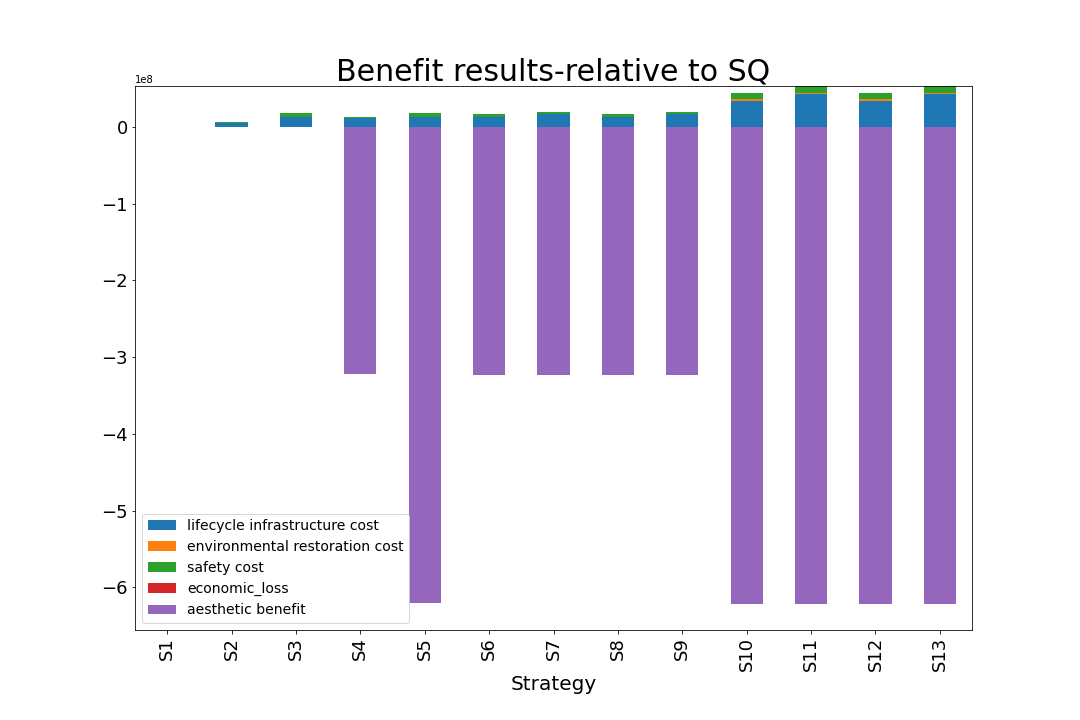 Benefit results-relative to SQ
1e8
0
−1
−2
−3
−4
−5
−6
lifecycle infrastructure cost
environmental restoration cost
safety cost
economic_loss
aesthetic benefit
S1 S2 S3 S4 S5 S6 S7 S8 S9 S10 S11 S12 S13
Strategy